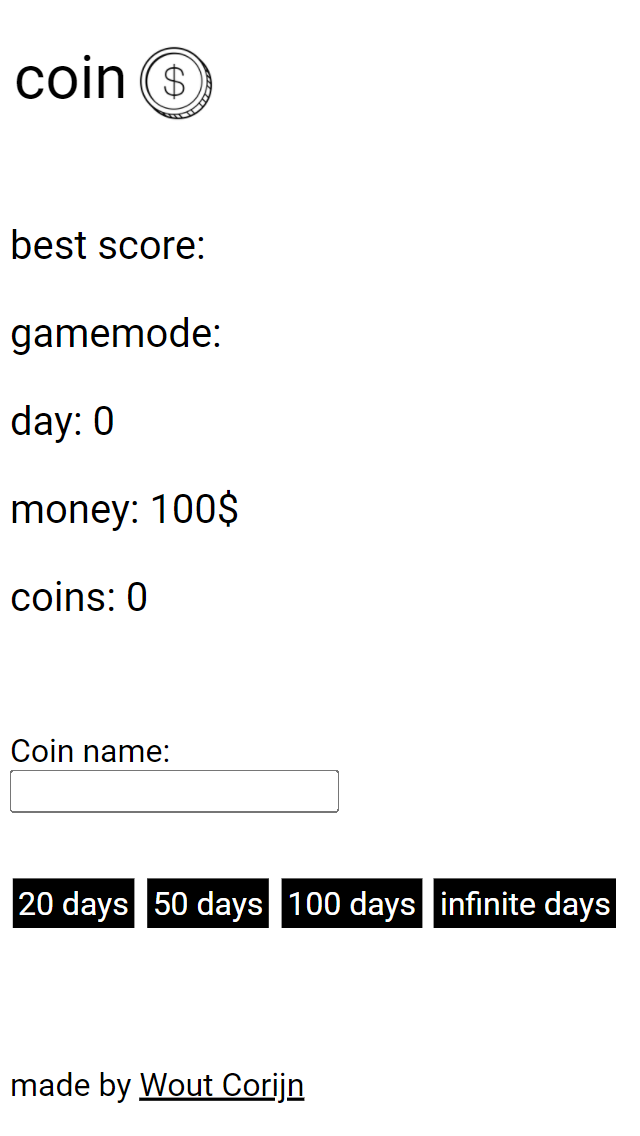 coin $
best score:
gamemode:
day: 0
money: 100$
coins: 0
Coin name:
20 days 50 days 100 days infinite days
made by Wout Corijn